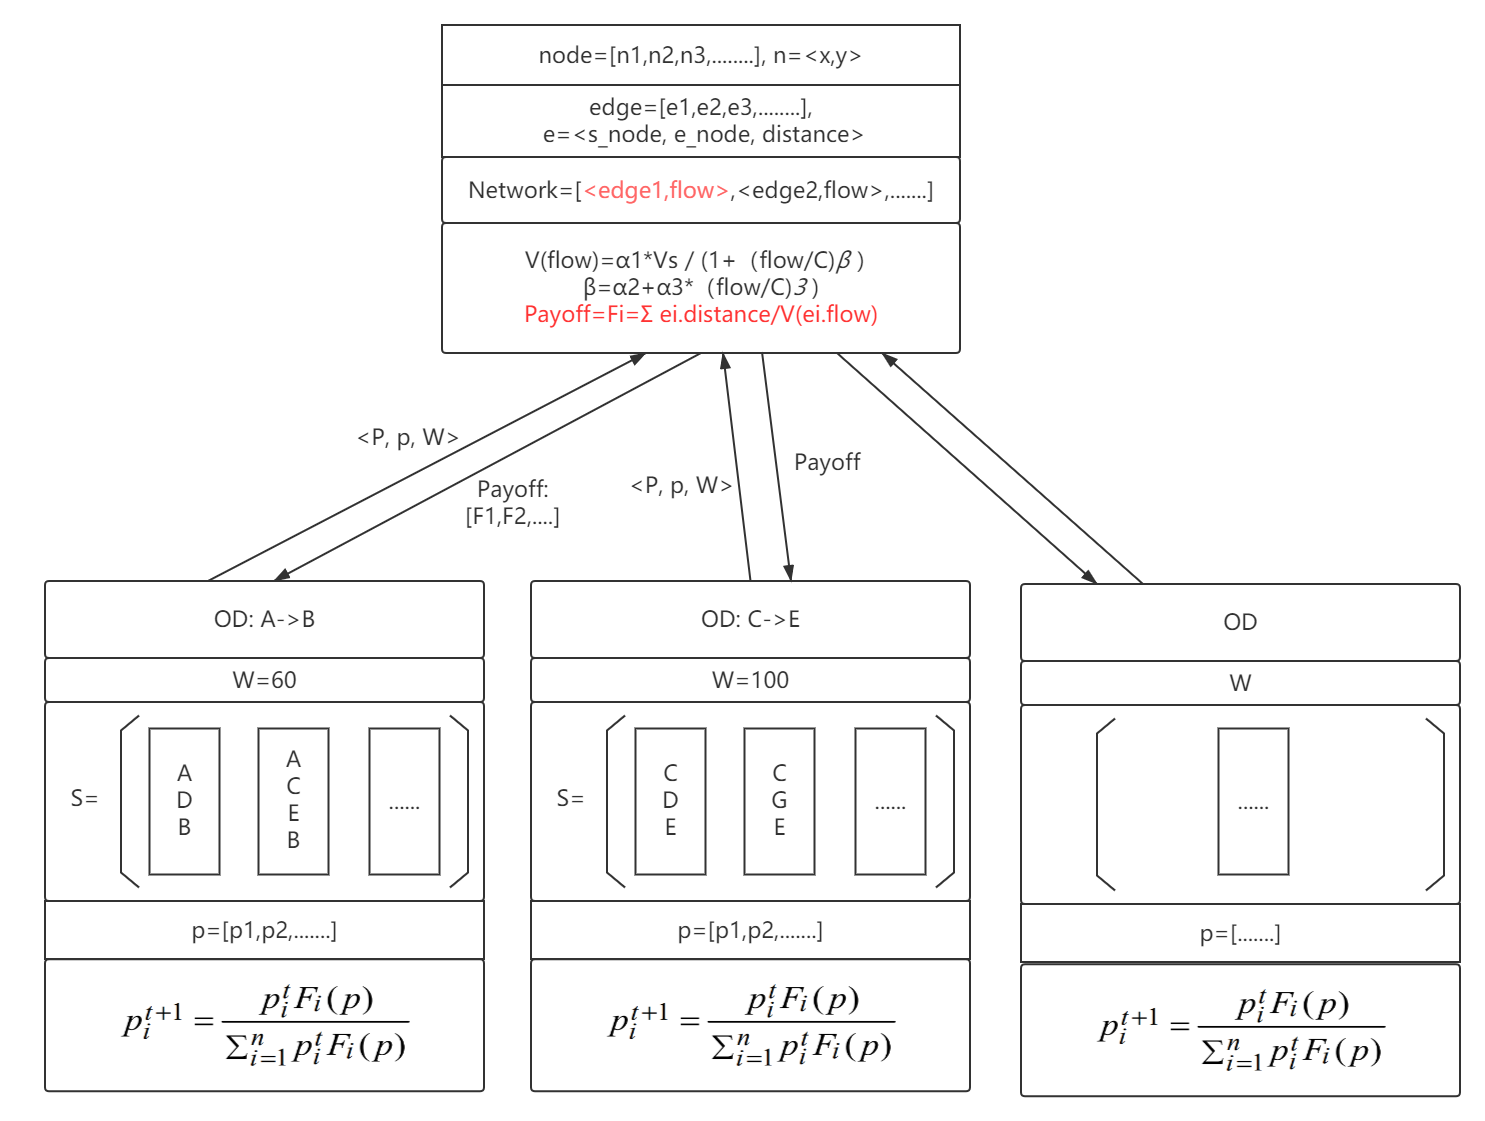 node=[n1,n2,n3,........], n=<x,y>
edge=[e1,e2,e3,........],
e=<s_node, e_node, distance>
Network=[<edge1,flow>,<edge2,flow>,.......]
V(flow)=α1*Vs / (1+（flow/C)β）
β=α2+α3*（flow/C)3）
Payoff=Fi=Σ ei.distance/V(ei.flow)
<P, p, W>
Payoff:
[F1,F2,....]
<P, p, W>
Payoff
OD: A->B
W=60
S=
A
D
B
A
C
E
B
......
p=[p1,p2,.......]
p_i^{t+1} = \frac{p_i^t F_i(p)}{\sum_{i=1}^n p_i^t F_i(p)}
OD: C->E
W=100
S=
C
D
E
C
G
E
......
p=[p1,p2,.......]
p_i^{t+1} = \frac{p_i^t F_i(p)}{\sum_{i=1}^n p_i^t F_i(p)}
OD
W
......
p=[.......]
p_i^{t+1} = \frac{p_i^t F_i(p)}{\sum_{i=1}^n p_i^t F_i(p)}